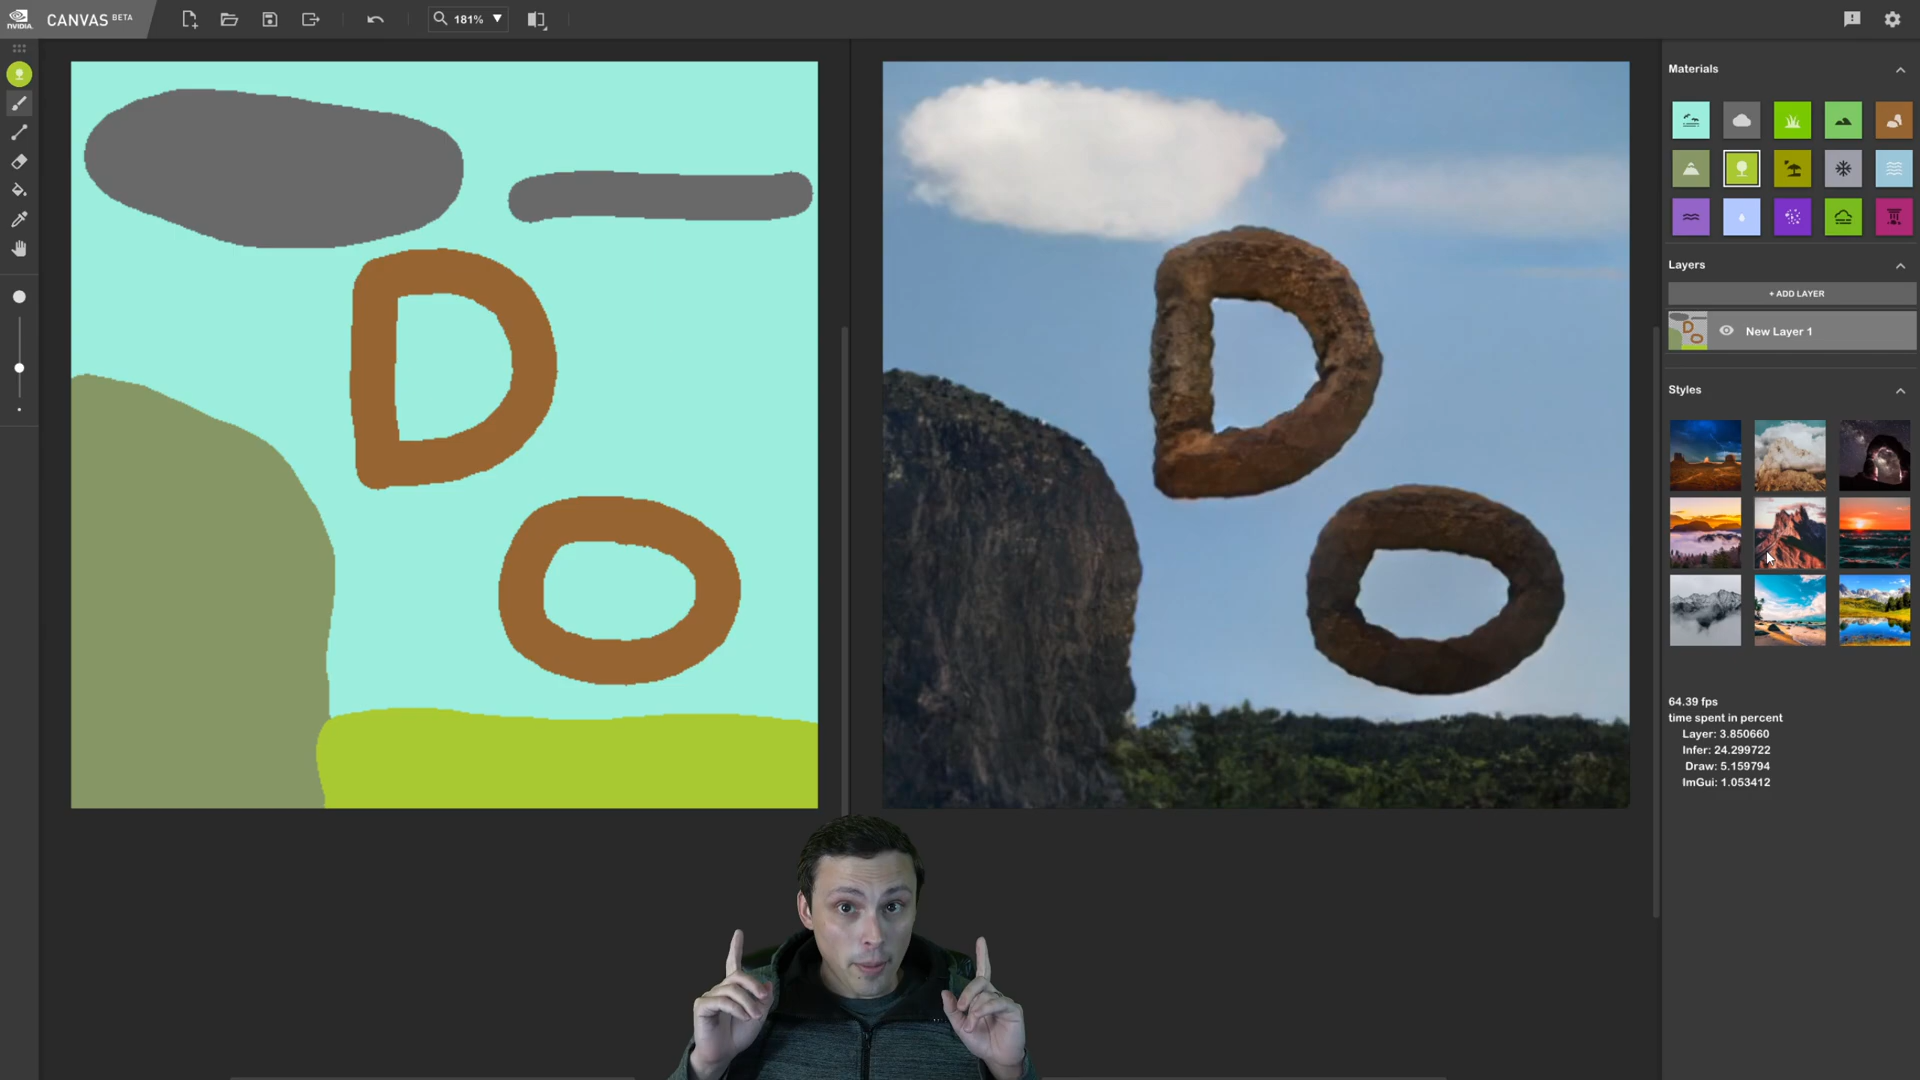 NVIDIA.
CANVAS BETA
181%
Materials
Layers
+ ADD LAYER
New Layer 1
Styles
64.39 fps
time spent in percent
Layer: 3.850660
Infer: 24.299722
Draw: 5.159794
ImGui: 1.053412
D
O
D
O